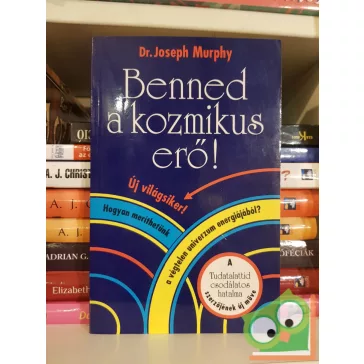 Dr. Joseph Murphy
Benned
a kozmikus
erő!
Új világsiker!
Hogyan meríthetünk
a végtelen univerzum energiájából?
A
Tudatalattid
csodálatos
hatalma
szerzőjének új műve
A. J. CHRIST
A. J.
ADRIAN G.
Elizabeth
FÉCIÁK